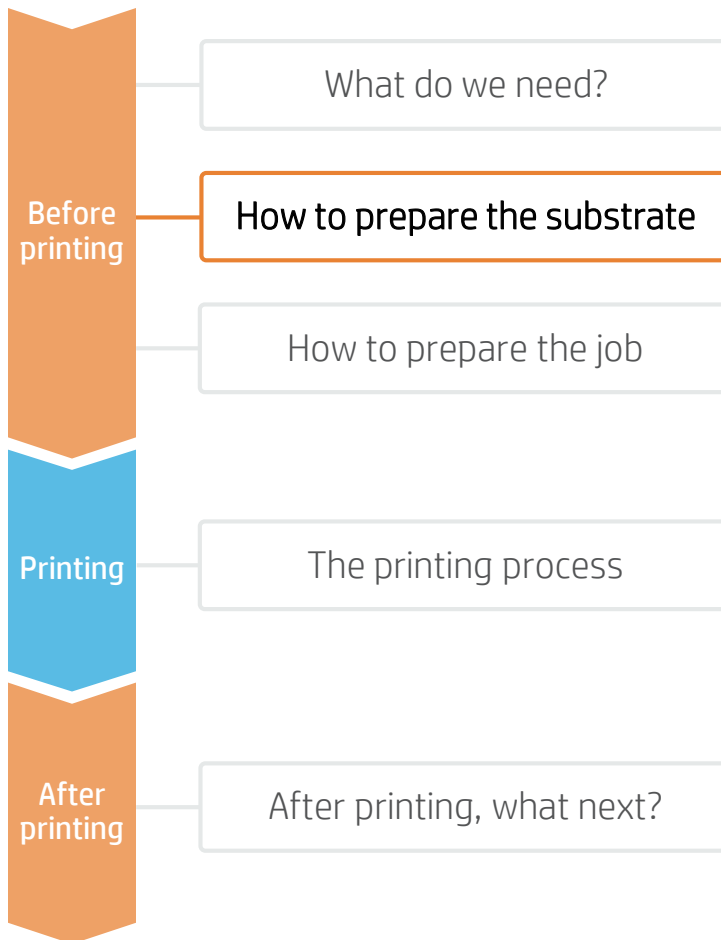 What do we need?
Before
printing
How to prepare the substrate
How to prepare the job
Printing
The printing process
After
printing
After printing, what next?